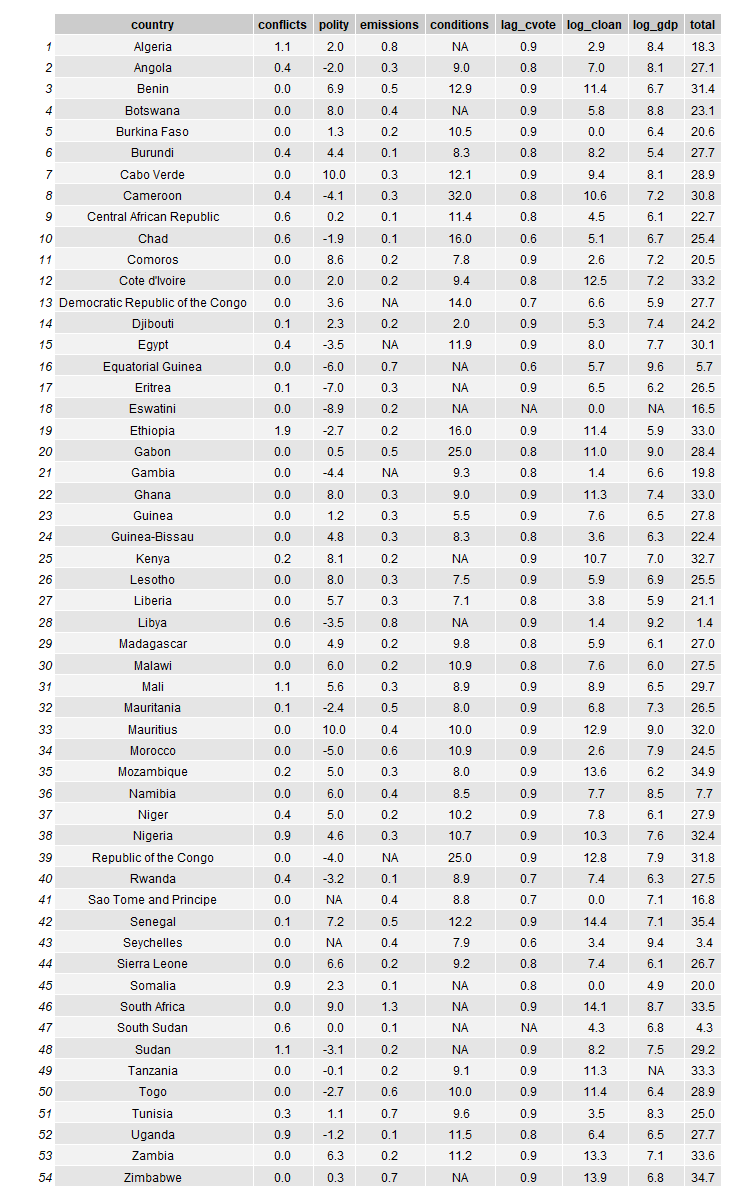 country conflicts polity emissions conditions lag_cvote log_cloan log_gdp total
1 Algeria 1.1 2.0 0.8 NA 0.9 2.9 8.4 18.3
2 Angola 0.4 -2.0 0.3 9.0 0.8 7.0 8.1 27.1
3 Benin 0.0 6.9 0.5 12.9 0.9 11.4 6.7 31.4
4 Botswana 0.0 8.0 0.4 NA 0.9 5.8 8.8 23.1
5 Burkina Faso 0.0 1.3 0.2 10.5 0.9 0.0 6.4 20.6
6 Burundi 0.4 4.4 0.1 8.3 0.8 8.2 5.4 27.7
7 Cabo Verde 0.0 10.0 0.3 12.1 0.9 9.4 8.1 28.9
8 Cameroon 0.4 -4.1 0.3 32.0 0.8 10.6 7.2 30.8
9 Central African Republic 0.6 0.2 0.1 11.4 0.8 4.5 6.1 22.7
10 Chad 0.6 -1.9 0.1 16.0 0.6 5.1 6.7 25.4
11 Comoros 0.0 8.6 0.2 7.8 0.9 2.6 7.2 20.5
12 Cote d'Ivoire 0.0 2.0 0.2 9.4 0.8 12.5 7.2 33.2
13 Democratic Republic of the Congo 0.0 3.6 NA 14.0 0.7 6.6 5.9 27.7
14 Djibouti 0.1 2.3 0.2 2.0 0.9 5.3 7.4 24.2
15 Egypt 0.4 -3.5 NA 11.9 0.9 8.0 7.7 30.1
16 Equatorial Guinea 0.0 -6.0 0.7 NA 0.6 5.7 9.6 5.7
17 Eritrea 0.1 -7.0 0.3 NA 0.9 6.5 6.2 26.5
18 Eswatini 0.0 -8.9 0.2 NA NA 0.0 NA 16.5
19 Ethiopia 1.9 -2.7 0.2 16.0 0.9 11.4 5.9 33.0
20 Gabon 0.0 0.5 0.5 25.0 0.8 11.0 9.0 28.4
21 Gambia 0.0 -4.4 NA 9.3 0.8 1.4 6.6 19.8
22 Ghana 0.0 8.0 0.3 9.0 0.9 11.3 7.4 33.0
23 Guinea 0.0 1.2 0.3 5.5 0.9 7.6 6.5 27.8
24 Guinea-Bissau 0.0 4.8 0.3 8.3 0.8 3.6 6.3 22.4
25 Kenya 0.2 8.1 0.2 NA 0.9 10.7 7.0 32.7
26 Lesotho 0.0 8.0 0.3 7.5 0.9 5.9 6.9 25.5
27 Liberia 0.0 5.7 0.3 7.1 0.8 3.8 5.9 21.1
28 Libya 0.6 -3.5 0.8 NA 0.9 1.4 9.2 1.4
29 Madagascar 0.0 4.9 0.2 9.8 0.8 5.9 6.1 27.0
30 Malawi 0.0 6.0 0.2 10.9 0.8 7.6 6.0 27.5
31 Mali 1.1 5.6 0.3 8.9 0.9 8.9 6.5 29.7
32 Mauritania 0.1 -2.4 0.5 8.0 0.9 6.8 7.3 26.5
33 Mauritius 0.0 10.0 0.4 10.0 0.9 12.9 9.0 32.0
34 Morocco 0.0 -5.0 0.6 10.9 0.9 2.6 7.9 24.5
35 Mozambique 0.2 5.0 0.3 8.0 0.9 13.6 6.2 34.9
36 Namibia 0.0 6.0 0.4 8.5 0.9 7.7 8.5 7.7
37 Niger 0.4 5.0 0.2 10.2 0.9 7.8 6.1 27.9
38 Nigeria 0.9 4.6 0.3 10.7 0.9 10.3 7.6 32.4
39 Republic of the Congo 0.0 -4.0 NA 25.0 0.9 12.8 7.9 31.8
40 Rwanda 0.4 -3.2 0.1 8.9 0.7 7.4 6.3 27.5
41 Sao Tome and Principe 0.0 NA 0.4 8.8 0.7 0.0 7.1 16.8
42 Senegal 0.1 7.2 0.5 12.2 0.9 14.4 7.1 35.4
43 Seychelles 0.0 NA 0.4 7.9 0.6 3.4 9.4 3.4
44 Sierra Leone 0.0 6.6 0.2 9.2 0.8 7.4 6.1 26.7
45 Somalia 0.9 2.3 0.1 NA 0.8 0.0 4.9 20.0
46 South Africa 0.0 9.0 1.3 NA 0.9 14.1 8.7 33.5
47 South Sudan 0.6 0.0 0.1 NA NA 4.3 6.8 4.3
48 Sudan 1.1 -3.1 0.2 NA 0.9 8.2 7.5 29.2
49 Tanzania 0.0 -0.1 0.2 9.1 0.9 11.3 NA 33.3
50 Togo 0.0 -2.7 0.6 10.0 0.9 11.4 6.4 28.9
51 Tunisia 0.3 1.1 0.7 9.6 0.9 3.5 8.3 25.0
52 Uganda 0.9 -1.2 0.1 11.5 0.8 6.4 6.5 27.7
53 Zambia 0.0 6.3 0.2 11.2 0.9 13.3 7.1 33.6
54 Zimbabwe 0.0 0.3 0.7 NA 0.9 13.9 6.8 34.7